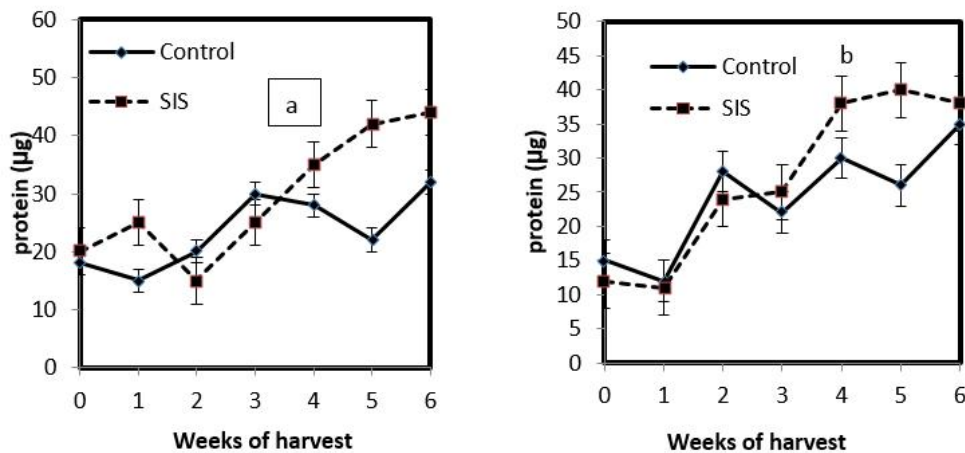 60
50
40
30
20
10
0
protein (µg)
Control
SIS
a
0 1 2 3 4 5 6
Weeks of harvest
50
45
40
35
30
25
20
15
10
5
0
protein (µg)
b
Control
SIS
0 1 2 3 4 5 6
Weeks of harvest